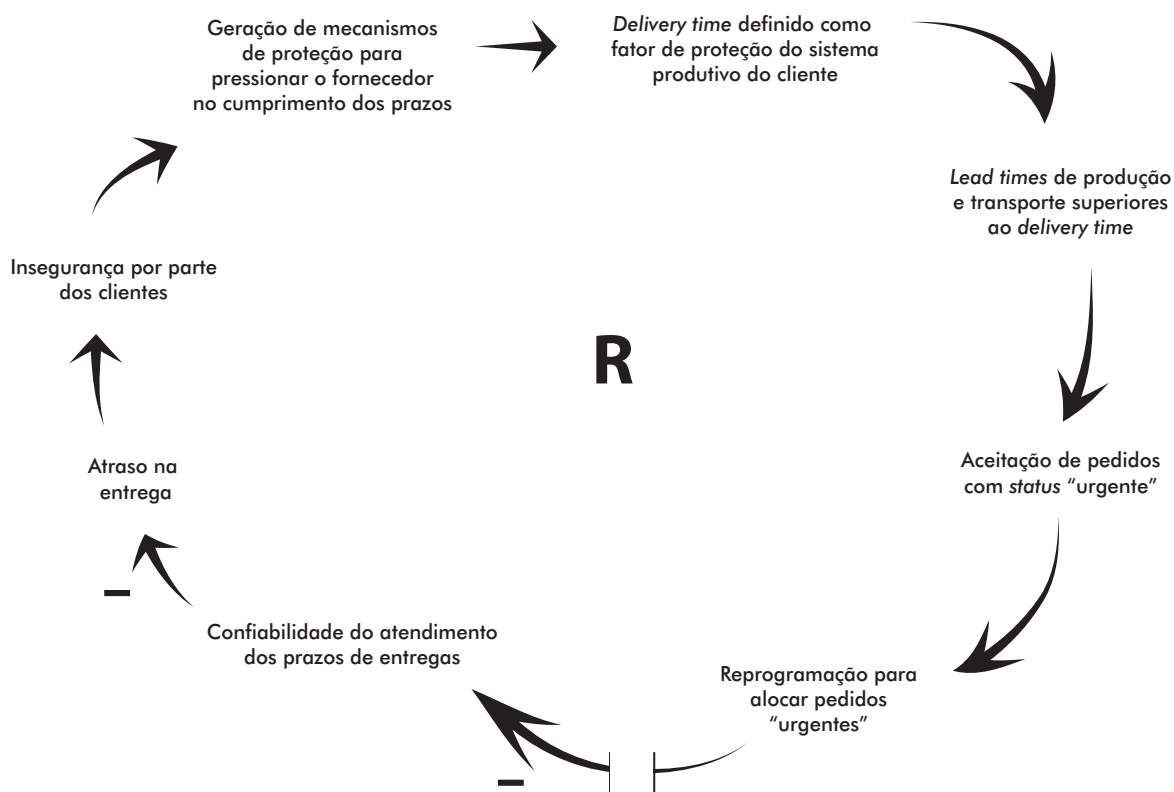 Geração de mecanismos
de proteção para
pressionar o fornecedor
no cumprimento dos prazos
Delivery time definido como
fator de proteção do sistema
produtivo do cliente
Lead times de produção
e transporte superiores
ao delivery time
Aceitação de pedidos
com status “urgente”
Reprogramação para
alocar pedidos
“urgentes”
–
Confiabilidade do atendimento
dos prazos de entregas
–
Atraso na
entrega
Insegurança por parte
dos clientes
R